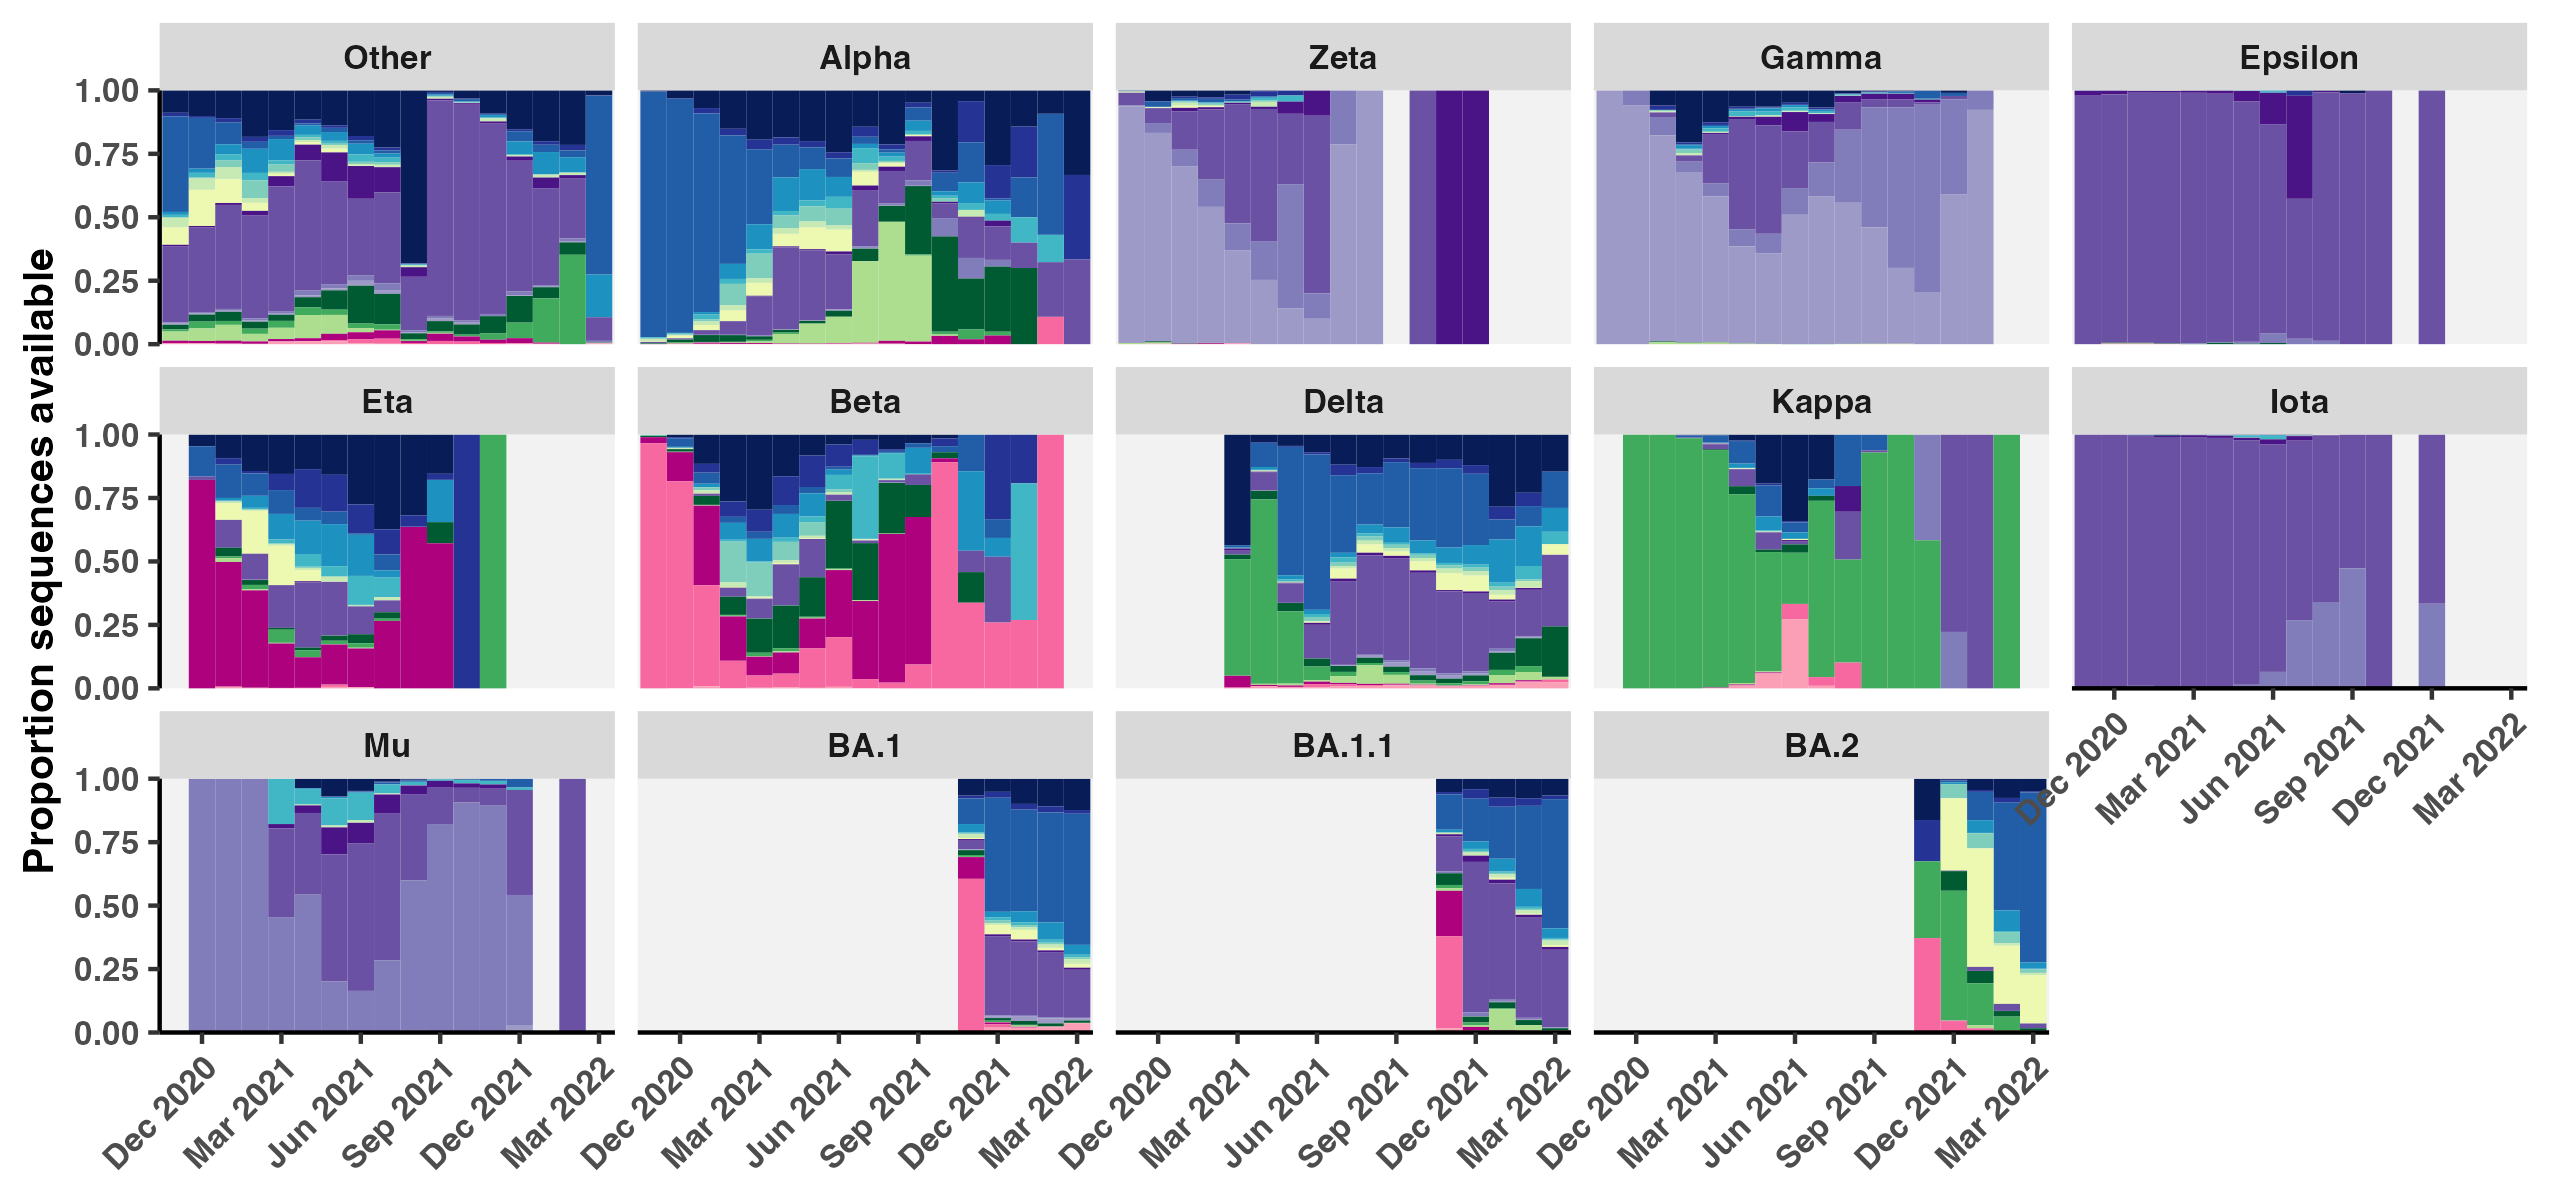 Proportion sequences available
Other Alpha Zeta Gamma Epsilon
1.00
0.75
0.50
0.25
0.00
Eta Beta Delta Kappa Iota
1.00
0.75
0.50
0.25
0.00
Dec 2020 Mar 2021 Jun 2021 Sep 2021 Dec 2021 Mar 2022
Mu BA.1 BA.1.1 BA.2
1.00
0.75
0.50
0.25
0.00
Dec 2020 Mar 2021 Jun 2021 Sep 2021 Dec 2021 Mar 2022 Dec 2020 Mar 2021 Jun 2021 Sep 2021 Dec 2021 Mar 2022 Dec 2020 Mar 2021 Jun 2021 Sep 2021 Dec 2021 Mar 2022 Dec 2020 Mar 2021 Jun 2021 Sep 2021 Dec 2021 Mar 2022